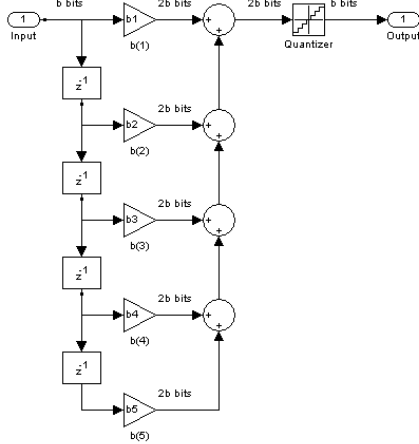 b bits 2b bits 2b bits b bits
1 b1 + + 1
Input b(1) Quantizer Output
z-1
2b bits
b2 + +
b(2)
z-1
2b bits
b3 + +
b(3)
z-1
2b bits
b4 + +
b(4)
z-1
2b bits
b5
b(5)